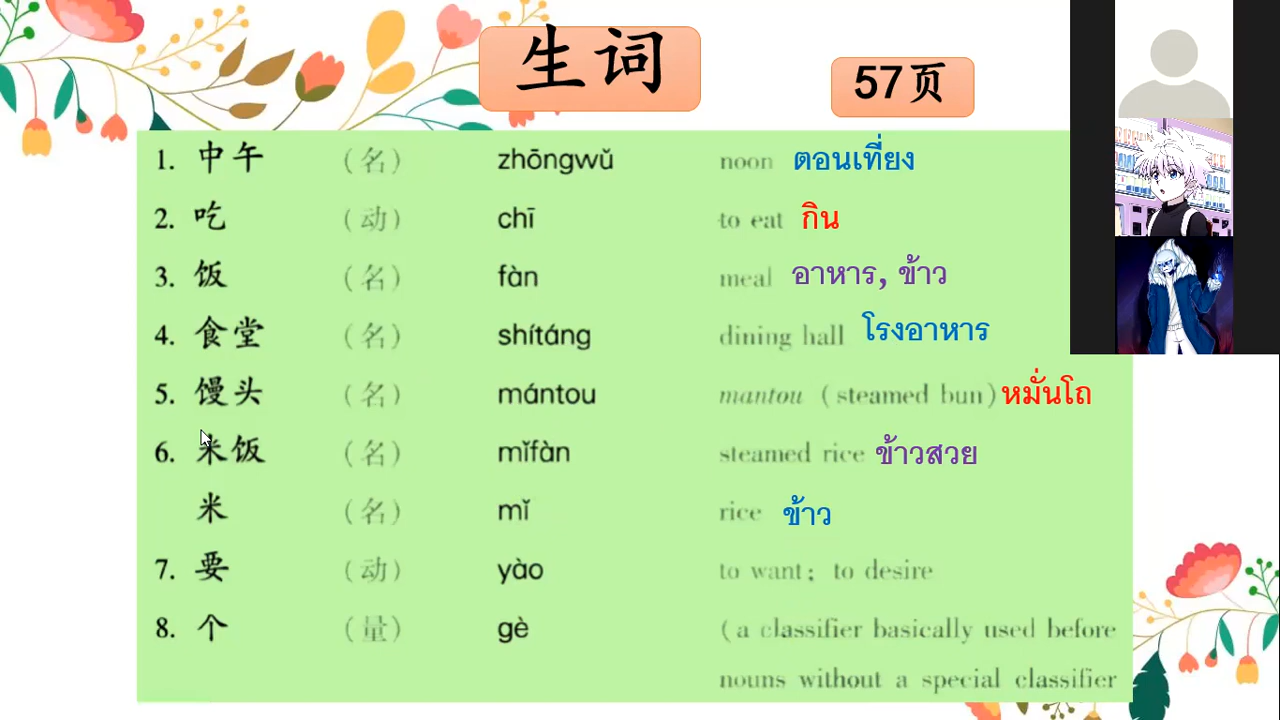 生词
57页
1. 中午 (名) zhōngwǔ noon ตอนเที่ยง
2. 吃 (动) chī to eat กิน
3. 饭 (名) fàn meal อาหาร, ข้าว
4. 食堂 (名) shítáng dining hall โรงอาหาร
5. 馒头 (名) mántou mantou (steamed bun) หมั่นโถ
6. 米饭 (名) mǐfàn steamed rice ข้าวสวย
米 (名) mǐ rice ข้าว
7. 要 (动) yào to want; to desire
8. 个 (量) gè (a classifier basically used before
nouns without a special classifier